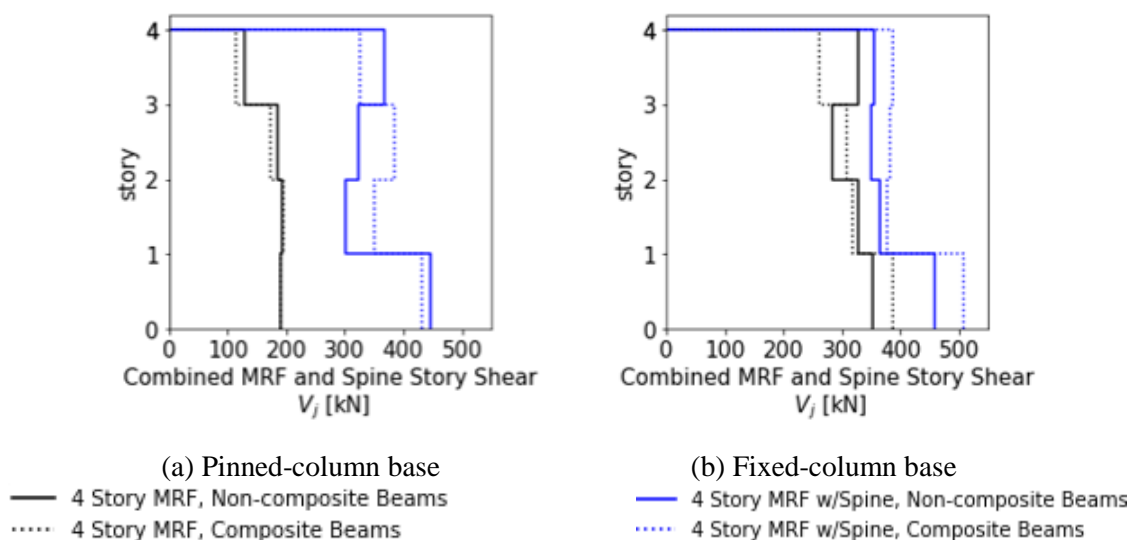 4
3
2
1
0
story
0 100 200 300 400 500
Combined MRF and Spine Story Shear
V_j [kN]
(a) Pinned-column base
4
3
2
1
0
story
0 100 200 300 400 500
Combined MRF and Spine Story Shear
V_j [kN]
(b) Fixed-column base
4 Story MRF, Non-composite Beams
4 Story MRF, Composite Beams
4 Story MRF w/Spine, Non-composite Beams
4 Story MRF w/Spine, Composite Beams